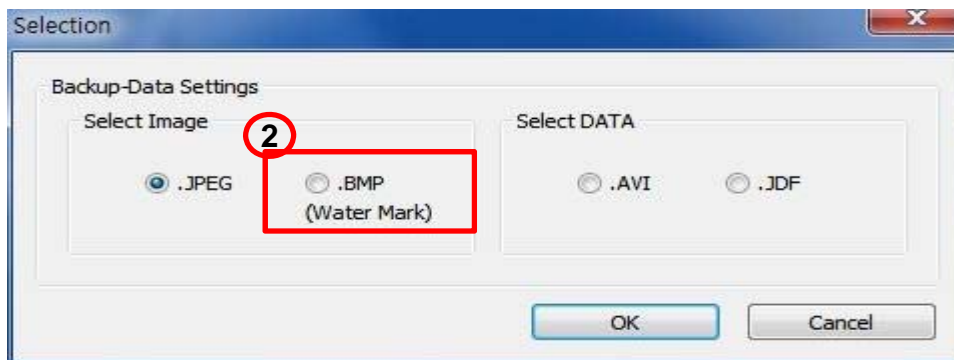 Selection
Backup-Data Settings
Select Image
Select DATA
2
.JPEG
.BMP
(Water Mark)
.AVI
.JDF
OK
Cancel